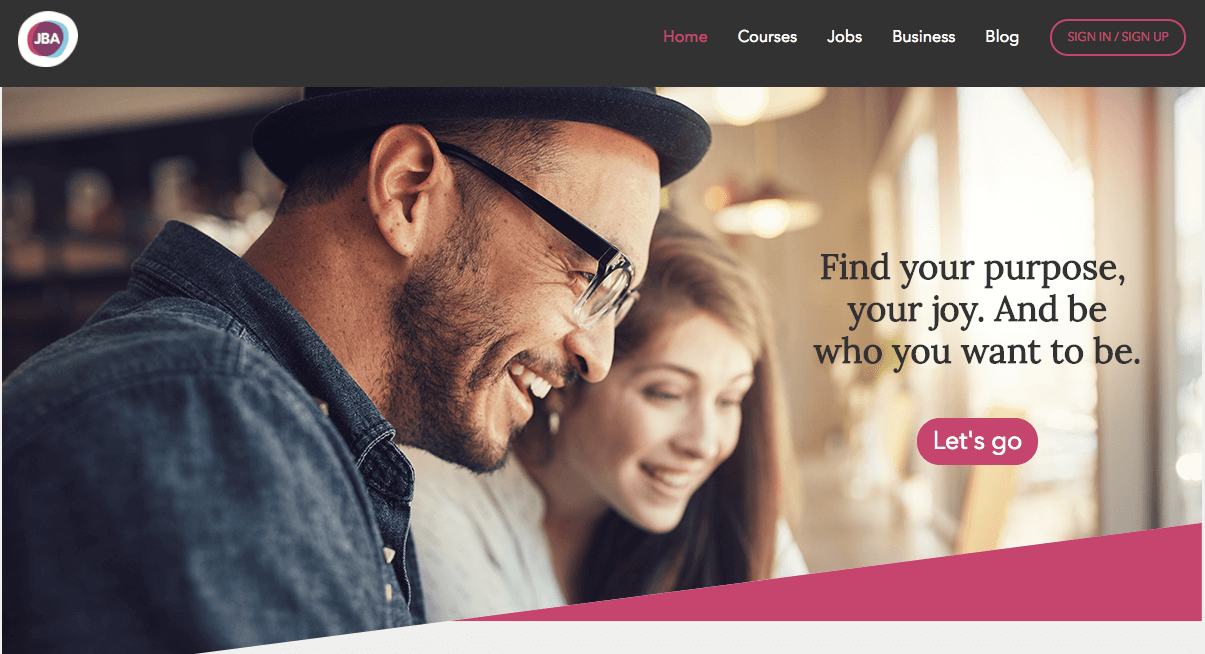 JBA
Home
Courses
Jobs
Business
Blog
SIGN IN / SIGN UP
Find your purpose,
your joy. And be
who you want to be.
Let's go